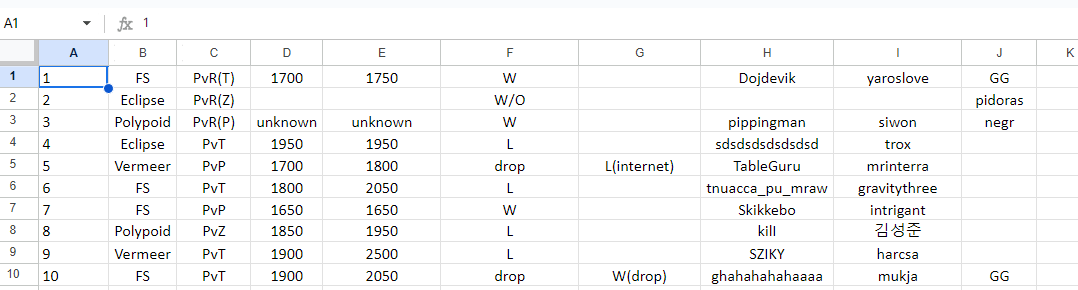 A1 fx 1
A B C D E F G H I J K
1 1 FS PvR(T) 1700 1750 W Dojdevik yaroslove GG
2 2 Eclipse PvR(Z) W/O pidoras
3 3 Polypoid PvR(P) unknown unknown W pippingman siwon negr
4 4 Eclipse PvT 1950 1950 L sdsdsdsdsdsdsd trox
5 5 Vermeer PvP 1700 1800 drop L(internet) TableGuru mrinterra
6 6 FS PvT 1800 2050 L tnuacca_pu_mraw gravitythree
7 7 FS PvP 1650 1650 W Skikkebo intrigant
8 8 Polypoid PvZ 1850 1950 L kill 김성준
9 9 Vermeer PvT 1900 2500 L SZIKY harcsa
10 10 FS PvT 1900 2050 drop W(drop) ghahahahahaaaa mukja GG